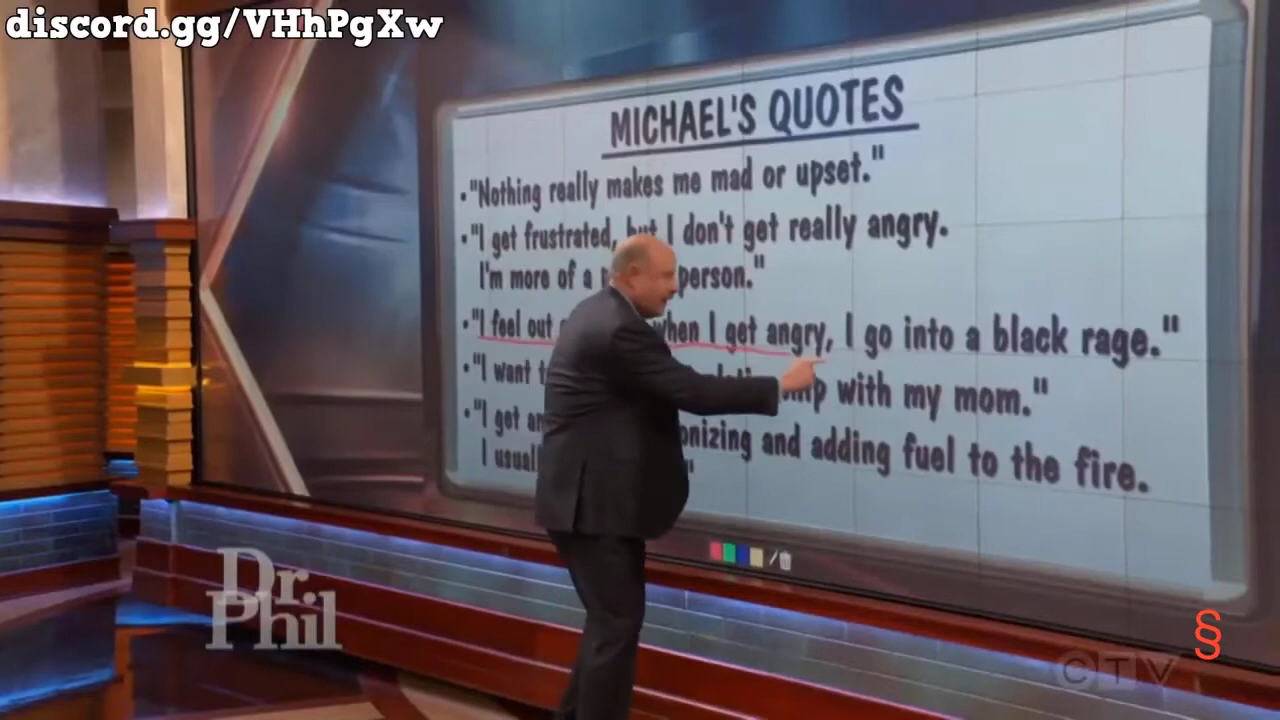 discord.gg/VHhPgXw
MICHAEL'S QUOTES
•"Nothing really makes me mad or upset."
•"I get frustrated, but I don't get really angry.
I'm more of a person."
•"I feel out when I get angry, I go into a black rage."
•"I want with my mom."
•"I get and adding fuel to the fire.
I "
Dr.
Phil
CTV
§